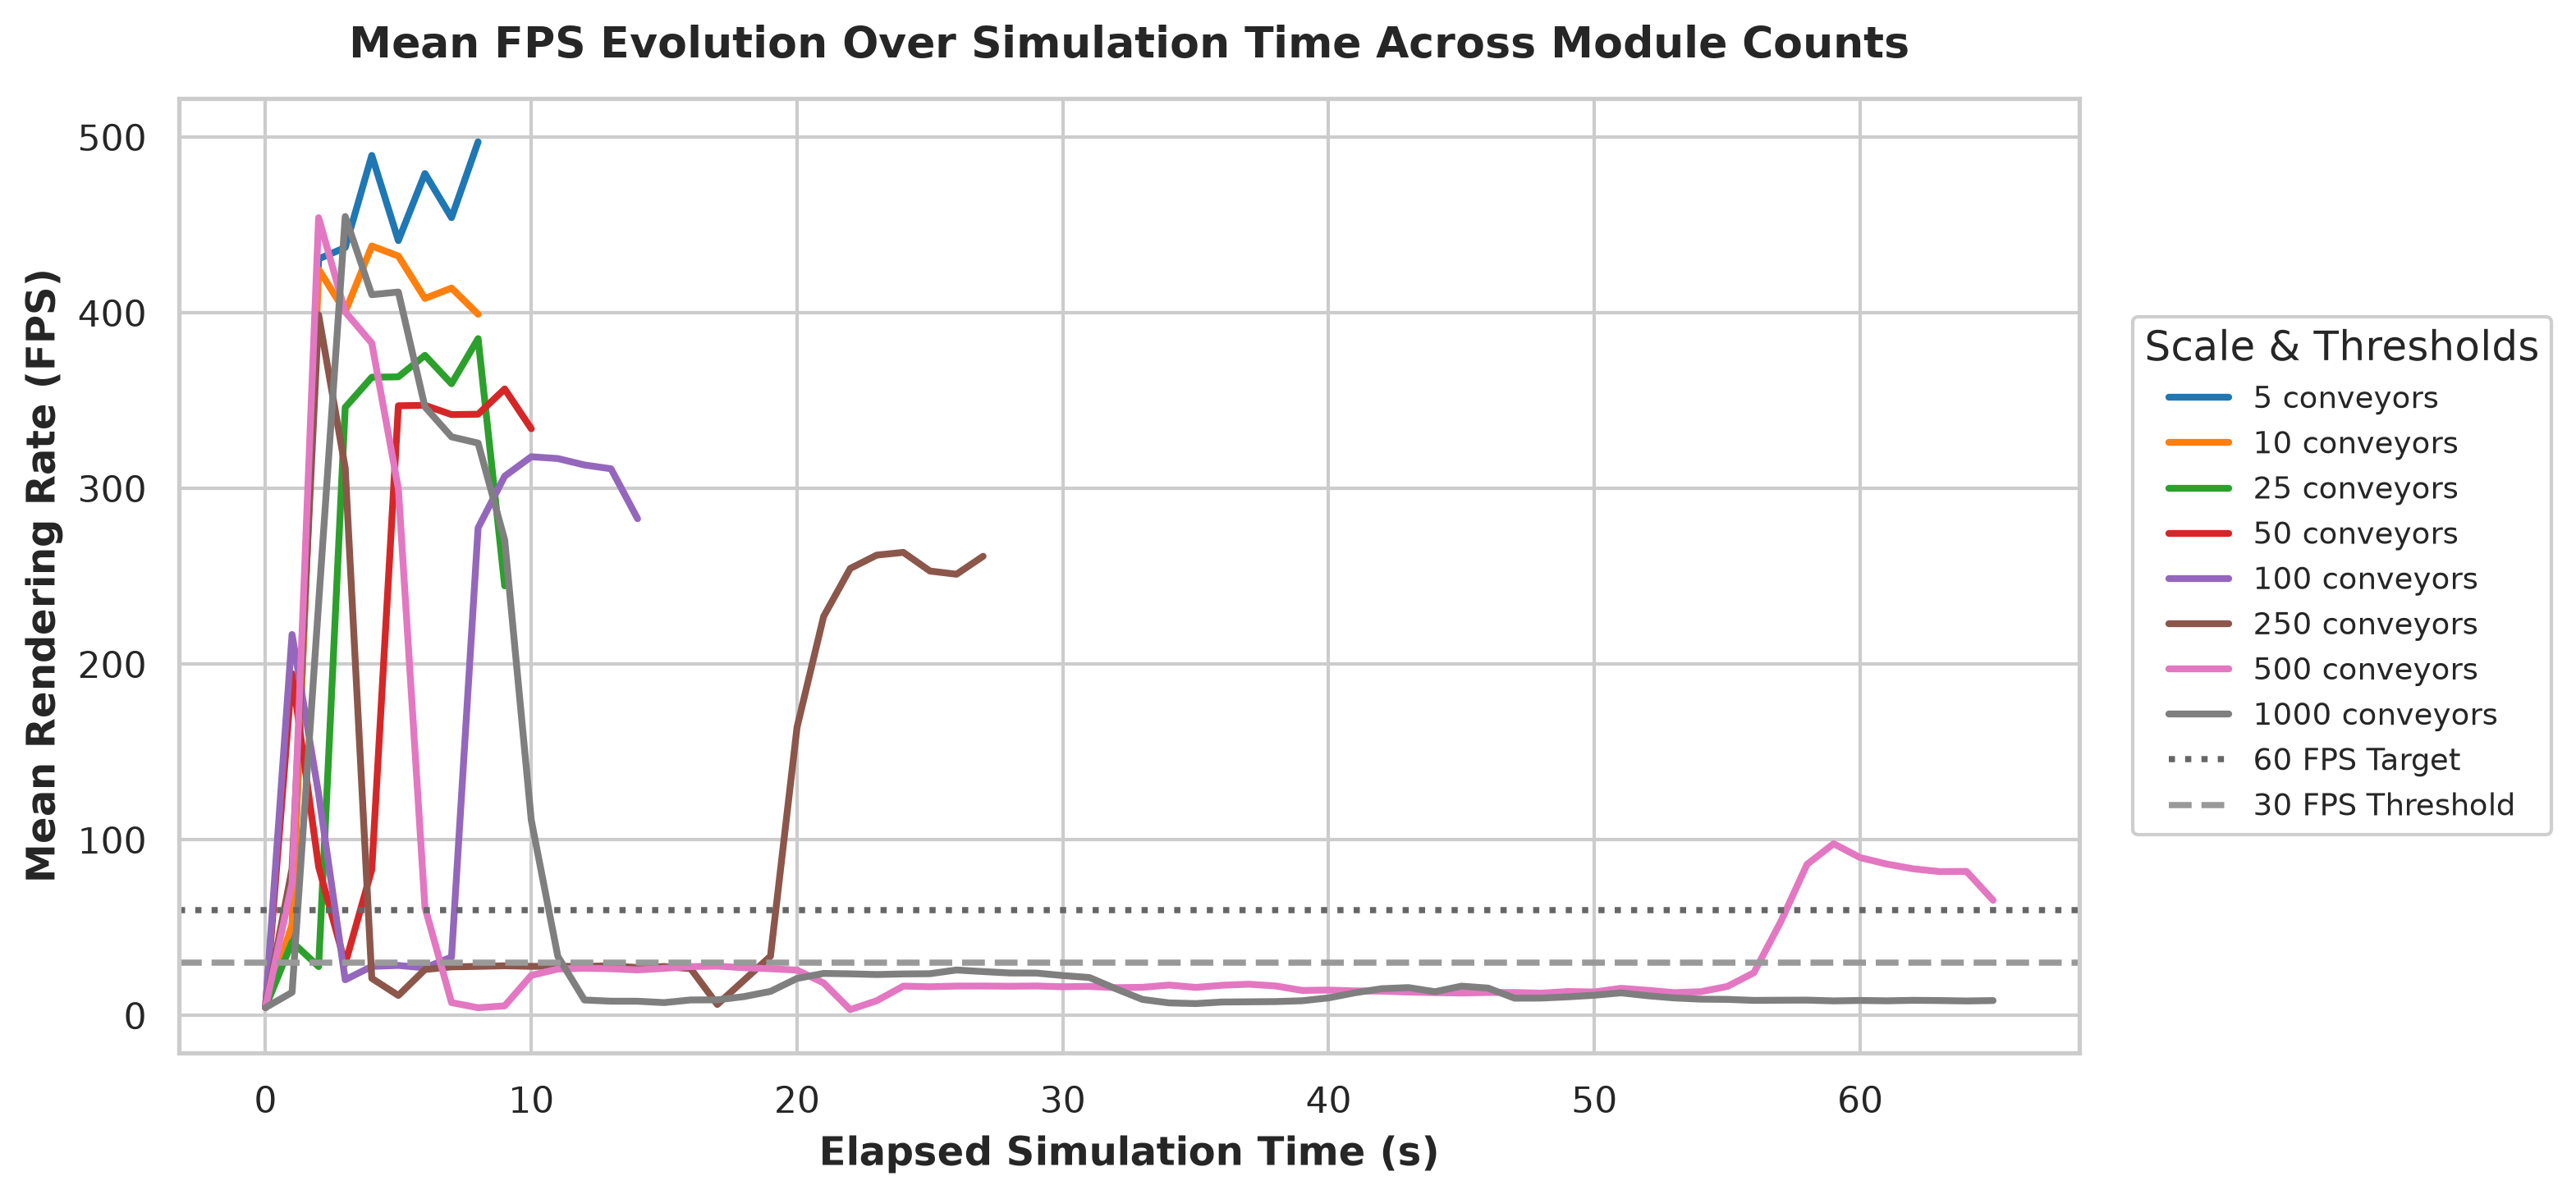 Mean FPS Evolution Over Simulation Time Across Module Counts
Mean Rendering Rate (FPS)
500
400
300
200
100
0
0 10 20 30 40 50 60
Elapsed Simulation Time (s)
Scale & Thresholds
5 conveyors
10 conveyors
25 conveyors
50 conveyors
100 conveyors
250 conveyors
500 conveyors
1000 conveyors
60 FPS Target
30 FPS Threshold